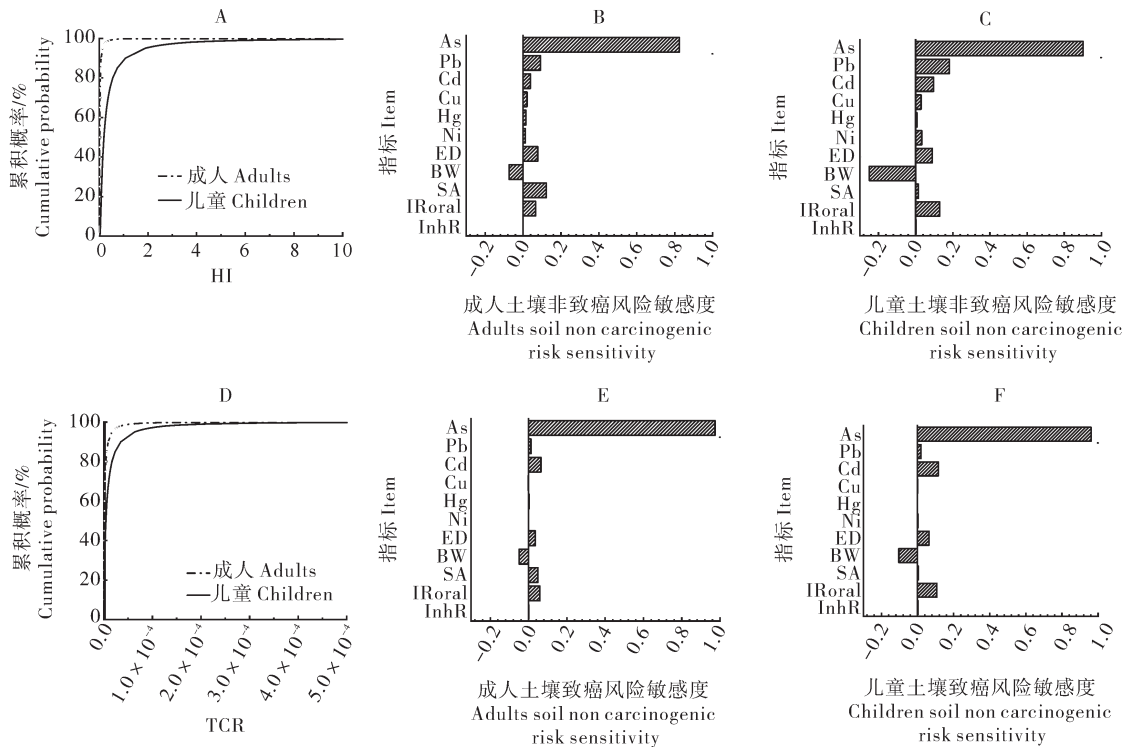 A
累积概率/%
Cumulative probability
100
80
60
40
20
0
成人 Adults
儿童 Children
0
2
4
6
8
10
HI
B
指标 Item
As
Pb
Cd
Cu
Hg
Ni
ED
BW
SA
IRoral
InhR
−0.2
0.0
0.2
0.4
0.6
0.8
1.0
成人土壤非致癌风险敏感度
Adults soil non carcinogenic
risk sensitivity
C
指标 Item
As
Pb
Cd
Cu
Hg
Ni
ED
BW
SA
IRoral
InhR
−0.2
0.0
0.2
0.4
0.6
0.8
1.0
儿童土壤非致癌风险敏感度
Children soil non carcinogenic
risk sensitivity
D
累积概率/%
Cumulative probability
100
80
60
40
20
0
成人 Adults
儿童 Children
0.0
1.0×10⁻⁴
2.0×10⁻⁴
3.0×10⁻⁴
4.0×10⁻⁴
5.0×10⁻⁴
TCR
E
指标 Item
As
Pb
Cd
Cu
Hg
Ni
ED
BW
SA
IRoral
InhR
−0.2
0.0
0.2
0.4
0.6
0.8
1.0
成人土壤致癌风险敏感度
Adults soil non carcinogenic
risk sensitivity
F
指标 Item
As
Pb
Cd
Cu
Hg
Ni
ED
BW
SA
IRoral
InhR
−0.2
0.0
0.2
0.4
0.6
0.8
1.0
儿童土壤致癌风险敏感度
Children soil non carcinogenic
risk sensitivity